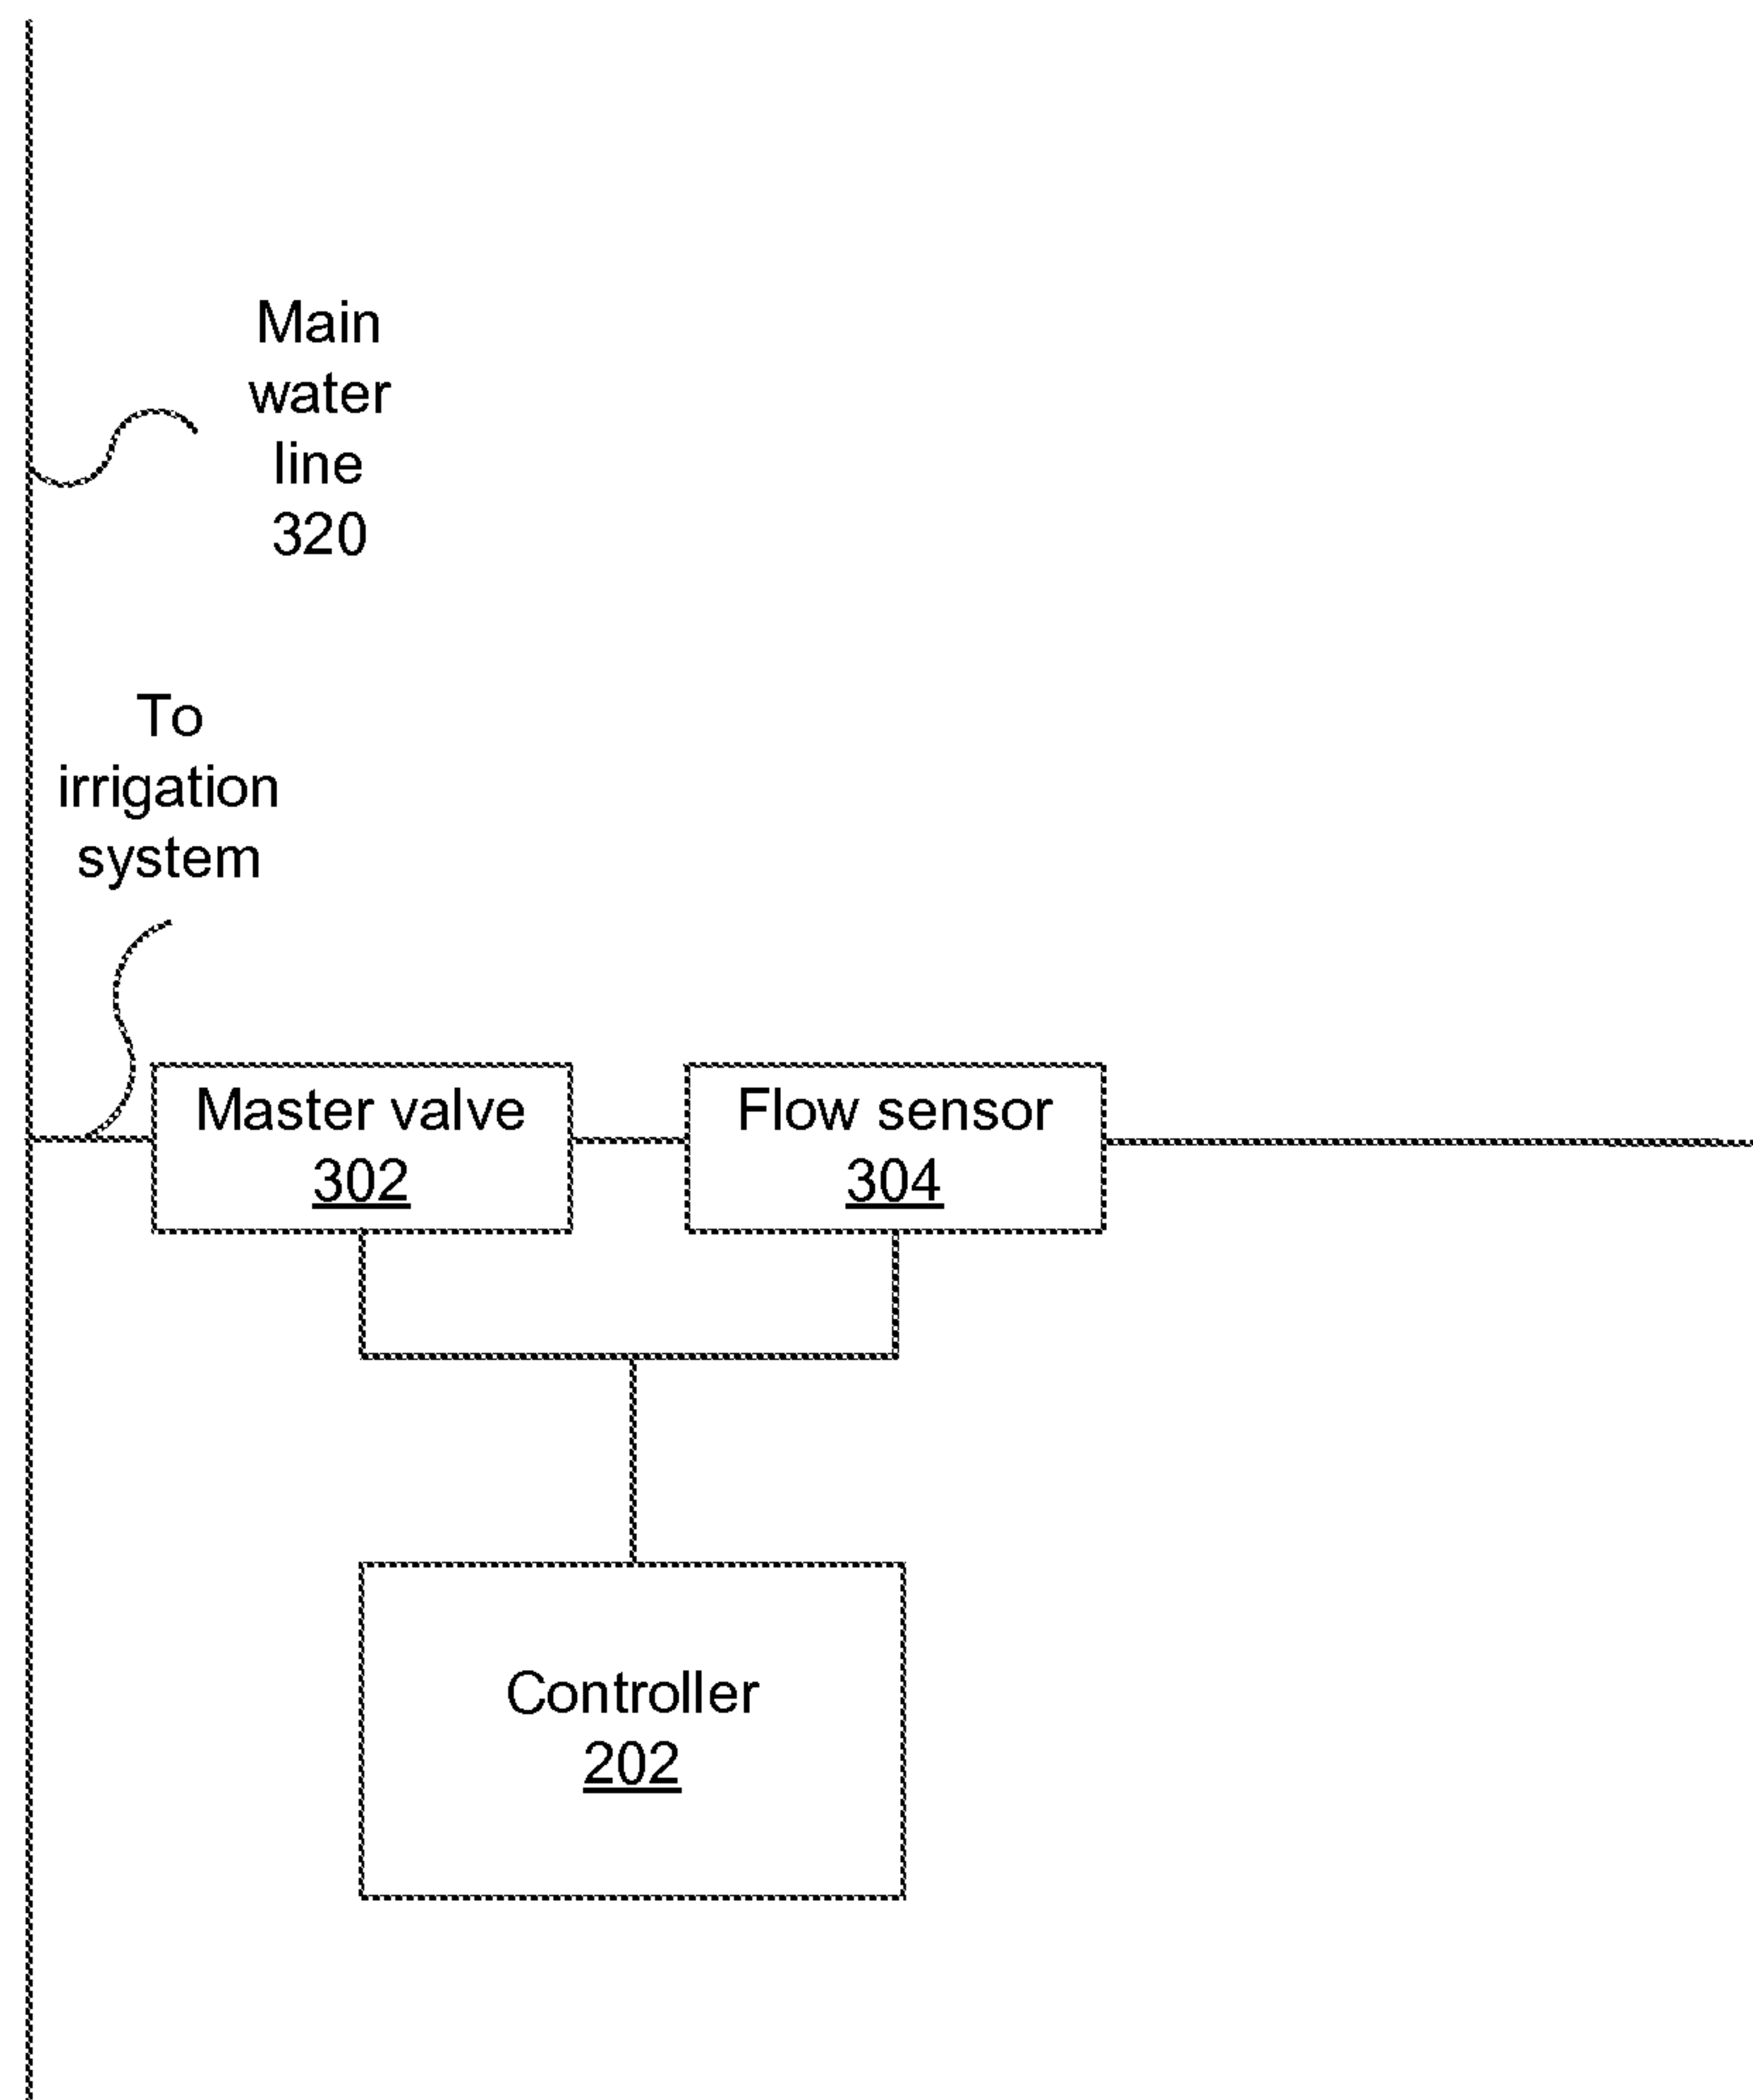 Main
water
line
320
To
irrigation
system
Master valve
302
Flow sensor
304
Controller
202